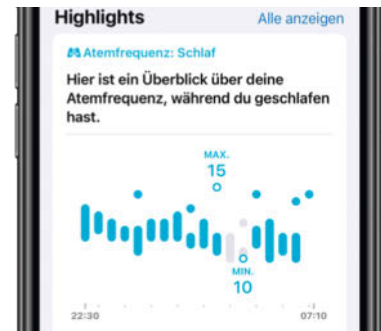 Highlights
Alle anzeigen
Atemfrequenz: Schlaf
Hier ist ein Überblick über deine
Atemfrequenz, während du geschlafen
hast.
MAX.
15
MIN.
10
22:30
07:10